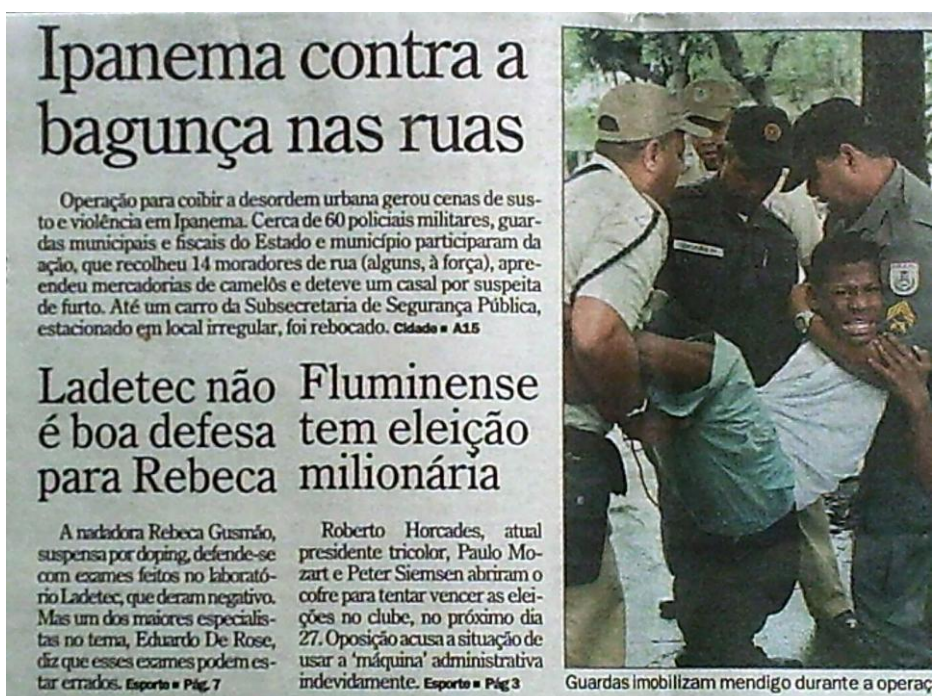 Ipanema contra a
bagunça nas ruas
Operação para coibir a desordem urbana gerou cenas de sus-
to e violência em Ipanema. Cerca de 60 policiais militares, guar-
das municipais e fiscais do Estado e município participaram da
ação, que recolheu 14 moradores de rua (alguns, à força), apre-
endeu mercadorias de camelôs e deteve um casal por suspeita
de furto. Até um carro da Subsecretaria de Segurança Pública,
estacionado em local irregular, foi rebocado. Cidade ■ A15
Ladetec não
é boa defesa
para Rebeca
A nadadora Rebeca Gusmão,
suspensa por doping, defende-se
com exames feitos no laborató-
rio Ladetec, que deram negativo.
Mas um dos maiores especialis-
tas no tema, Eduardo De Rose,
diz que esses exames podem es-
tar errados. Esporte ■ Pág. 7
Fluminense
tem eleição
milionária
Roberto Horcades, atual
presidente tricolor, Paulo Mo-
zart e Peter Siemsen abriram o
cofre para tentar vencer as elei-
ções no clube, no próximo dia
27. Oposição acusa a situação de
usar a 'máquina' administrativa
indevidamente. Esporte ■ Pág 3
Guardas imobilizam mendigo durante a operaç